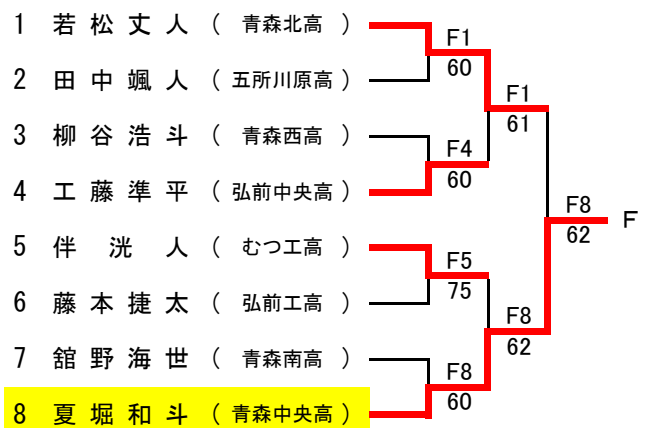 1 若松丈人 ( 青森北高 )
F1
60
2 田中颯人 ( 五所川原高 )
F1
61
3 柳谷浩斗 ( 青森西高 )
F4
60
4 工藤準平 ( 弘前中央高 )
F8
62
F
5 伴洸人 ( むつ工高 )
F5
75
6 藤本捷太 ( 弘前工高 )
F8
62
7 舘野海世 ( 青森南高 )
F8
60
8 夏堀和斗 ( 青森中央高 )